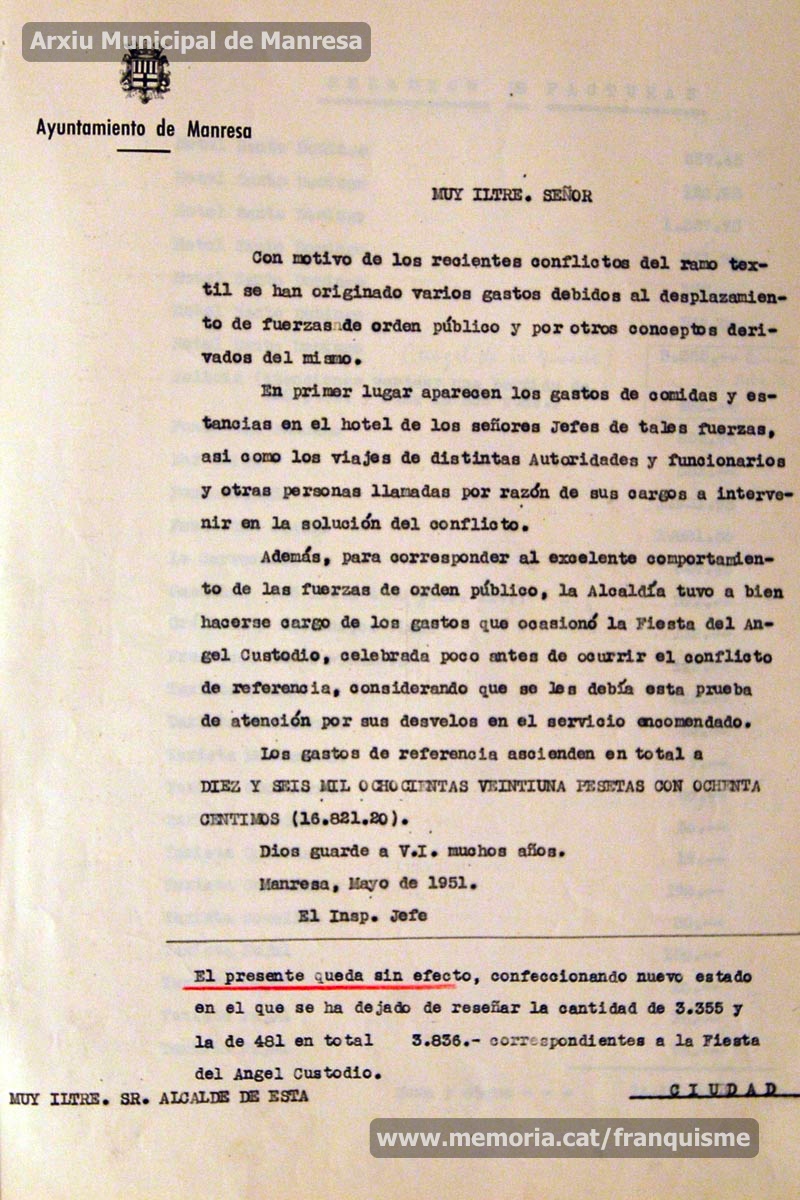 Arxiu Municipal de Manresa
Ayuntamiento de Manresa
MUY ILTRE. SEÑOR
Con motivo de los recientes conflictos del ramo tex-
til se han originado varios gastos debidos al desplazamien-
to de fuerzas de orden público y por otros conceptos deri-
vados del mismo.
En primer lugar aparecen los gastos de comidas y es-
tancias en el hotel de los señores Jefes de tales fuerzas,
asi como los viajes de distintas Autoridades y funcionarios
y otras personas llamadas por razón de sus cargos a interve-
nir en la solución del conflicto.
Además, para corresponder al excelente comportamien-
to de las fuerzas de orden público, la Alcaldía tuvo a bien
hacerse cargo de los gastos que ocasionó la Fiesta del An-
gel Custodio, celebrada poco antes de ocurrir el conflicto
de referencia, considerando que se les debía esta prueba
de atención por sus desvelos en el servicio encomendado.
Los gastos de referencia ascienden en total a
DIEZ Y SEIS MIL OCHOCIENTAS VEINTIUNA PESETAS CON OCHENTA
CENTIMOS (16.821.20).
Dios guarde a V.I. muchos años.
Manresa, Mayo de 1951.
El Insp. Jefe
El presente queda sin efecto, confeccionando nuevo estado
en el que se ha dejado de reseñar la cantidad de 3.355 y
la de 481 en total 3.836.- correspondientes a la Fiesta
del Angel Custodio.
MUY ILTRE. SR. ALCALDE DE ESTA CIUDAD
www.memoria.cat/franquisme